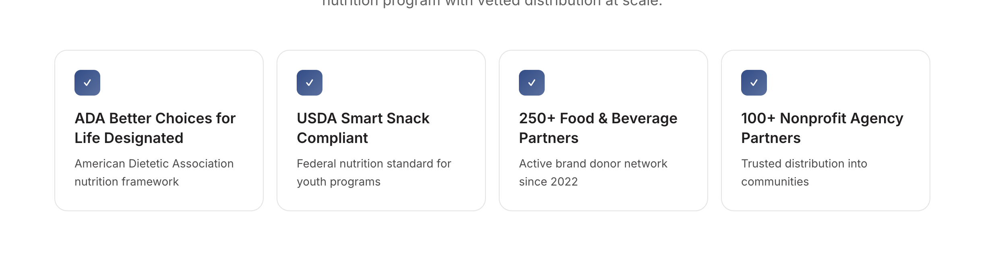 nutrition program with vetted distribution at scale.
ADA Better Choices for
Life Designated
American Dietetic Association
nutrition framework
USDA Smart Snack
Compliant
Federal nutrition standard for
youth programs
250+ Food & Beverage
Partners
Active brand donor network
since 2022
100+ Nonprofit Agency
Partners
Trusted distribution into
communities